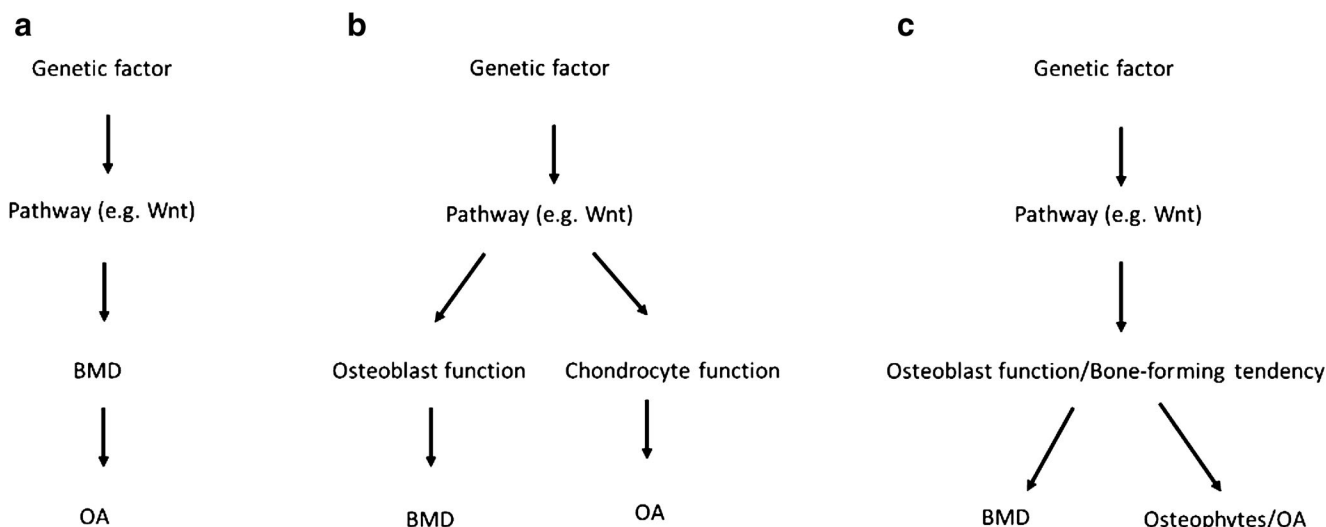 a
Genetic factor
Pathway (e.g. Wnt)
BMD
OA
b
Genetic factor
Pathway (e.g. Wnt)
Osteoblast function
Chondrocyte function
BMD
OA
c
Genetic factor
Pathway (e.g. Wnt)
Osteoblast function/Bone-forming tendency
BMD
Osteophytes/OA